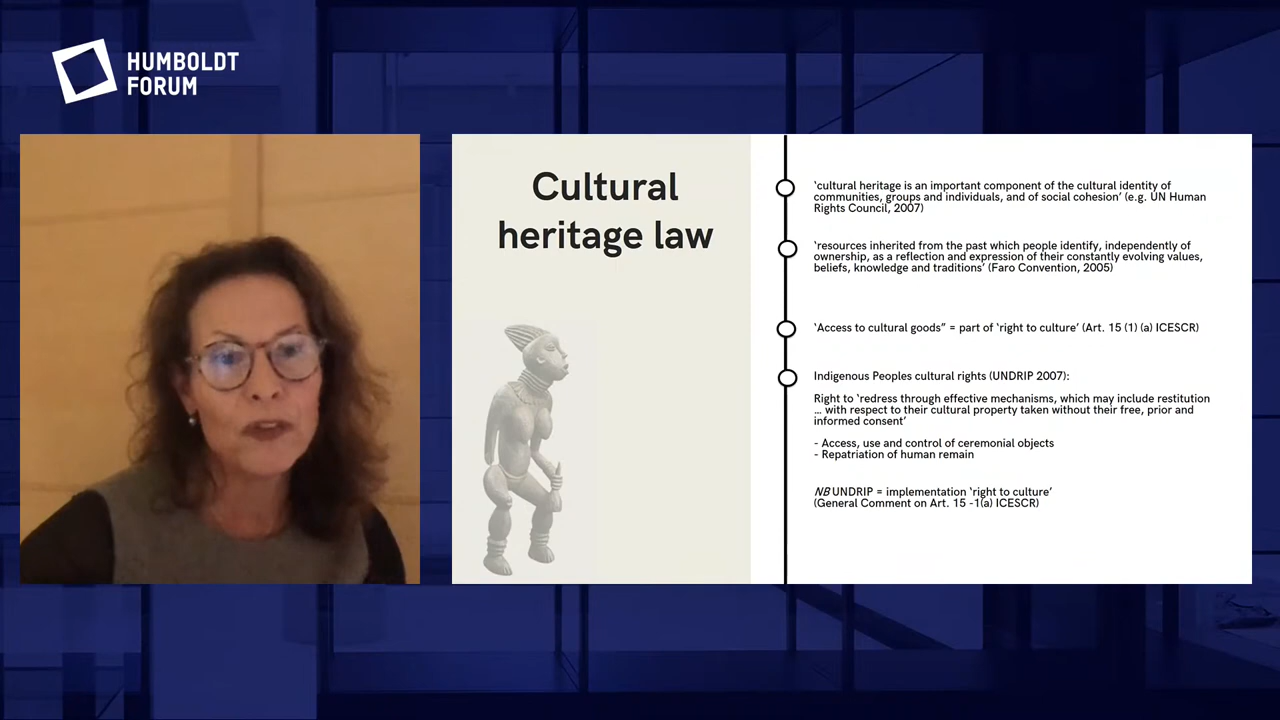 HUMBOLDT
FORUM
Cultural
heritage law
‘cultural heritage is an important component of the cultural identity of
communities, groups and individuals, and of social cohesion’ (e.g. UN Human
Rights Council, 2007)
‘resources inherited from the past which people identify, independently of
ownership, as a reflection and expression of their constantly evolving values,
beliefs, knowledge and traditions’ (Faro Convention, 2005)
‘Access to cultural goods” = part of ‘right to culture’ (Art. 15 (1) (a) ICESCR)
Indigenous Peoples cultural rights (UNDRIP 2007):
Right to ‘redress through effective mechanisms, which may include restitution
… with respect to their cultural property taken without their free, prior and
informed consent’
- Access, use and control of ceremonial objects
- Repatriation of human remain
NB UNDRIP = implementation ‘right to culture’
(General Comment on Art. 15 -1(a) ICESCR)